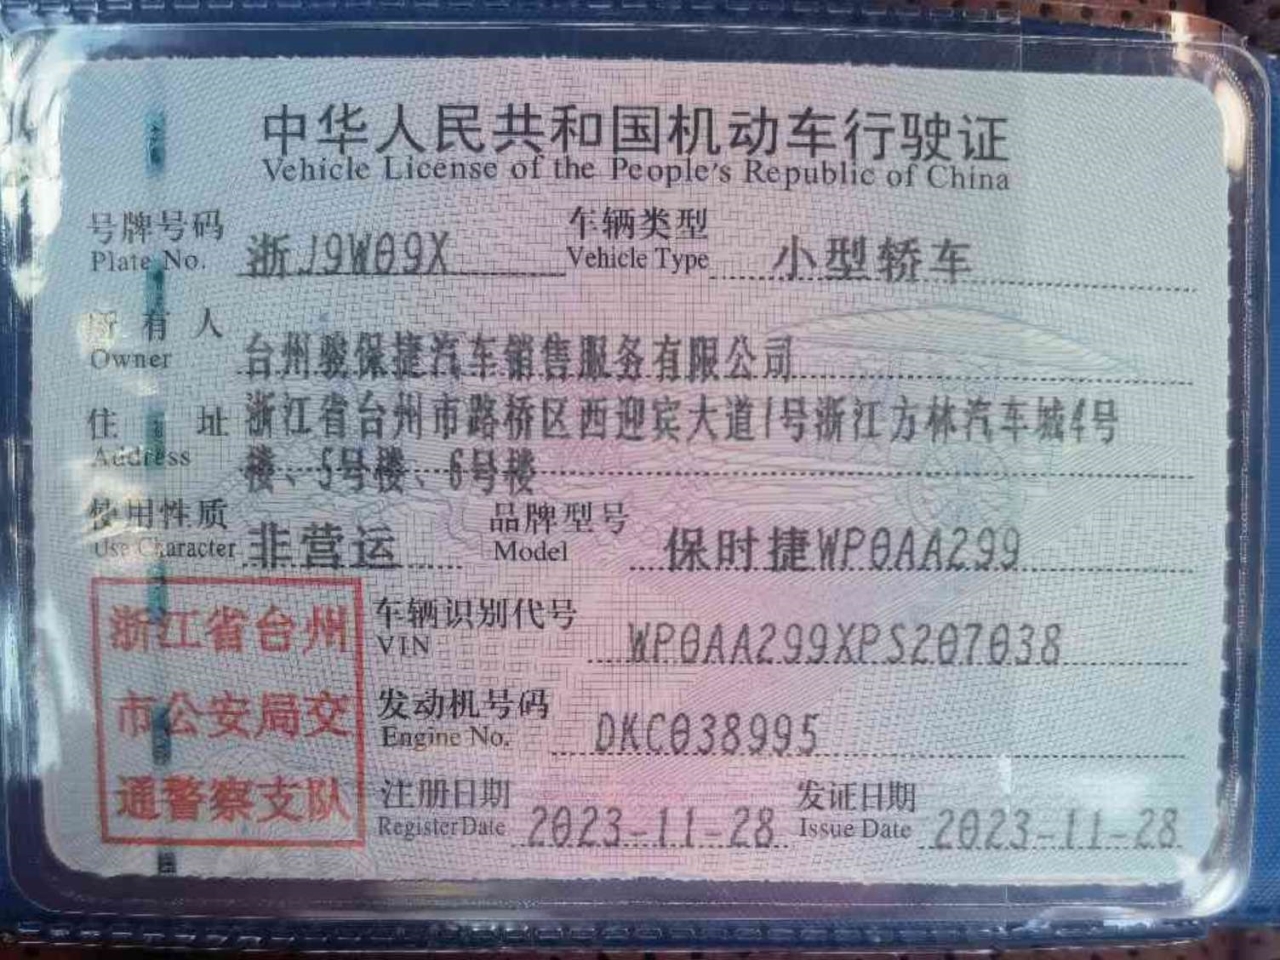 中华人民共和国机动车行驶证
Vehicle License of the People's Republic of China
号牌号码 浙J9W09X 车辆类型 小型轿车
Plate No. Vehicle Type
所有人 台州骏保捷汽车销售服务有限公司
Owner
住址 浙江省台州市路桥区西迎宾大道1号浙江方林汽车城4号
Address 楼、5号楼、6号楼
使用性质 非营运 品牌型号 保时捷WP0AA299
Use Character Model
浙江省台州
市公安局交
通警察支队
车辆识别代号 WP0AA299XPS207038
VIN
发动机号码 DKC038995
Engine No.
注册日期 2023-11-28 发证日期 2023-11-28
Register Date Issue Date